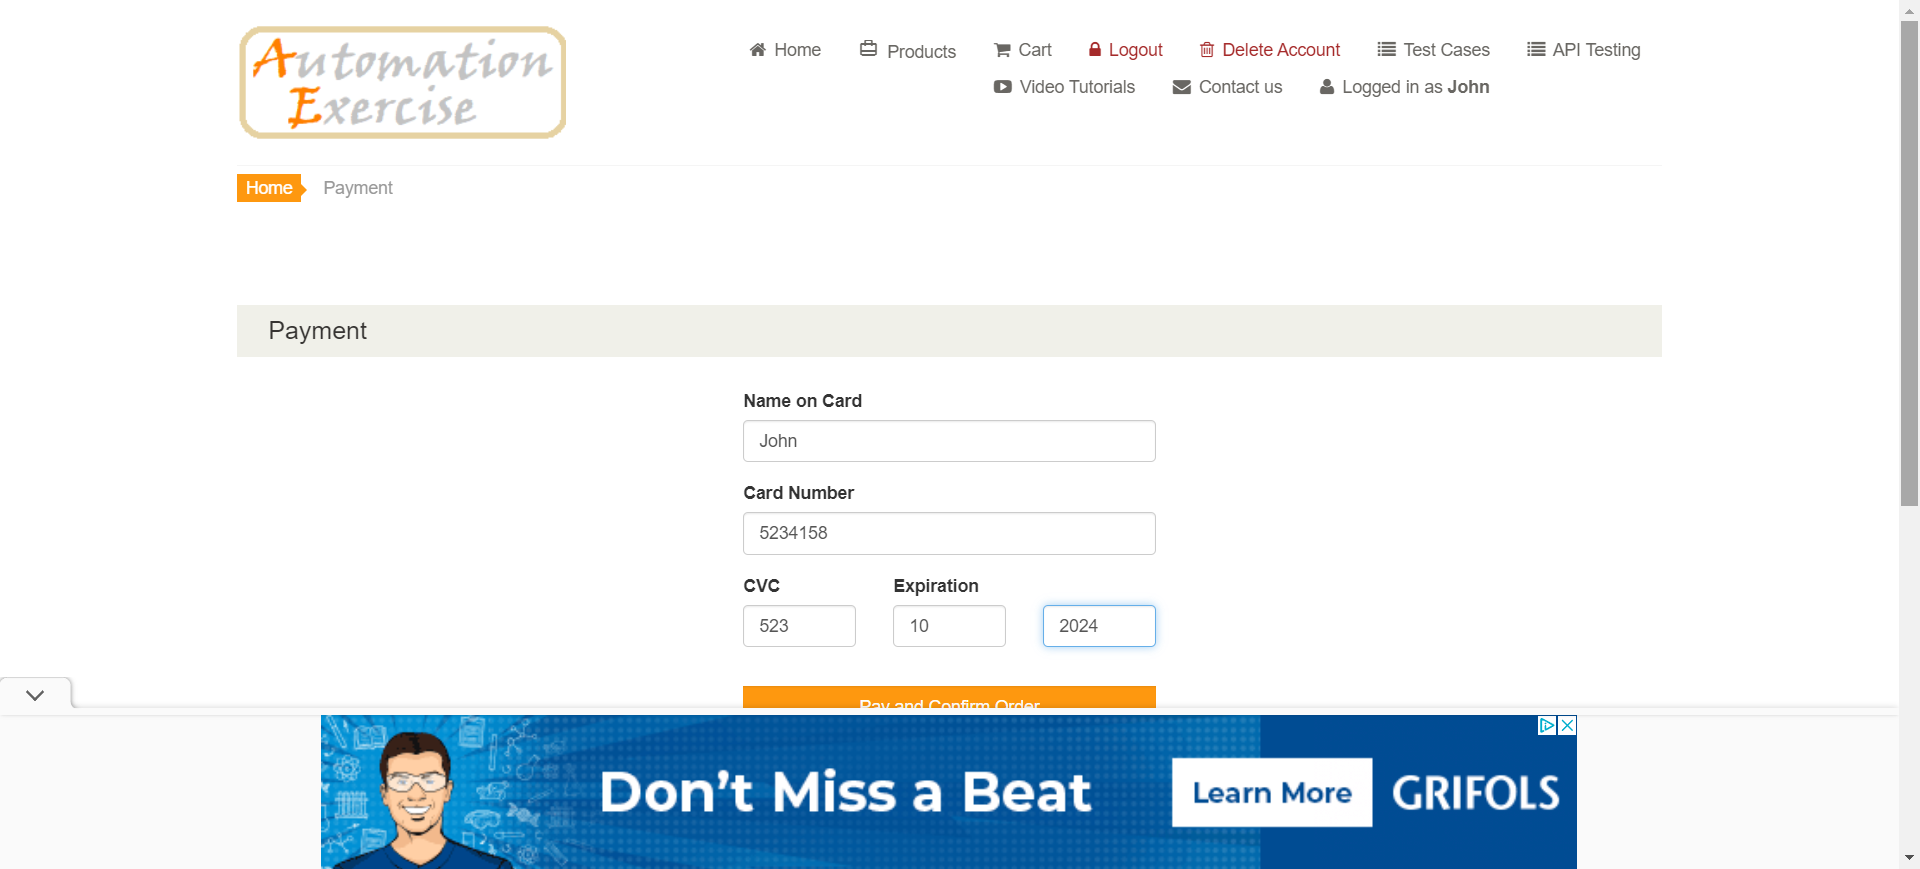 Automation
Exercise
Home Products Cart Logout Delete Account Test Cases API Testing
Video Tutorials Contact us Logged in as John
Home Payment
Payment
Name on Card
John
Card Number
5234158
CVC Expiration
523 10 2024
Pay and Confirm Order
Don't Miss a Beat Learn More GRIFOLS